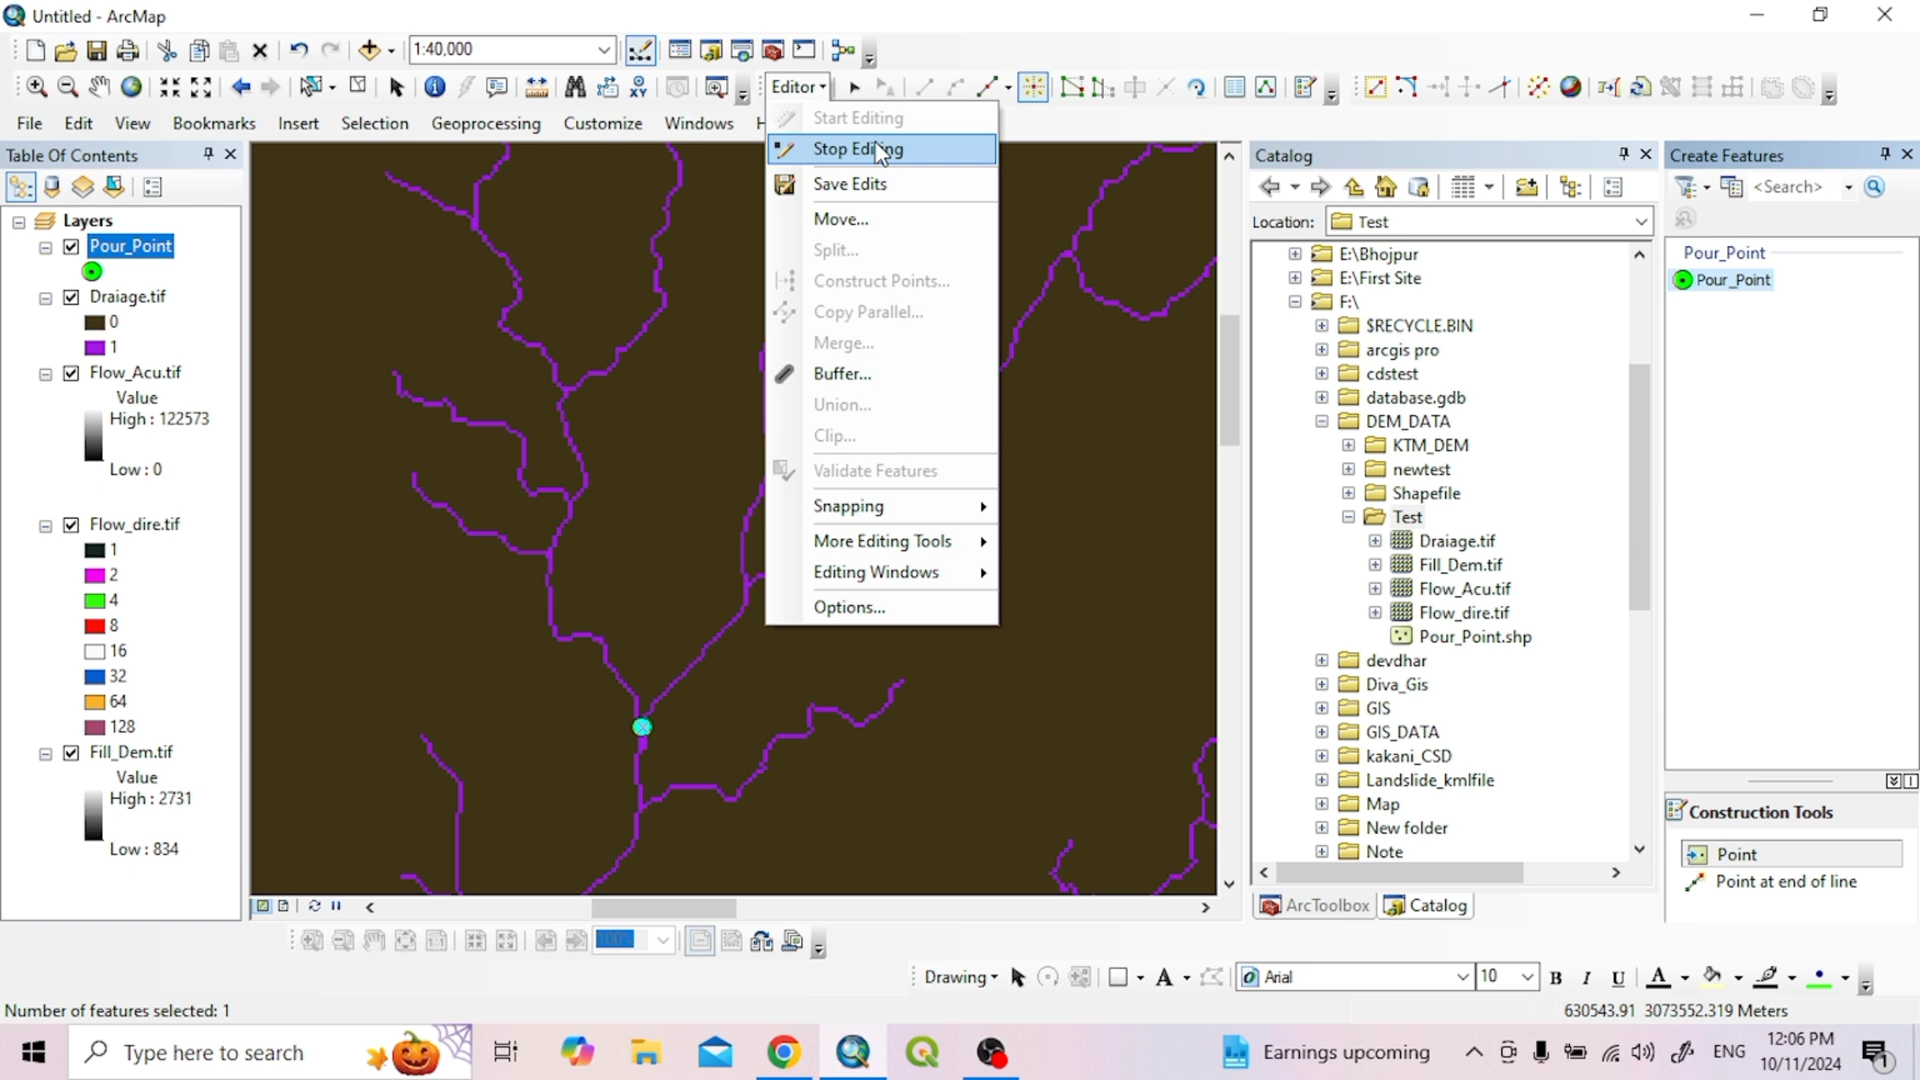 Untitled - ArcMap
1:40,000
Editor
File Edit View Bookmarks Insert Selection Geoprocessing Customize Windows H
Start Editing
Stop Editing
Save Edits
Move...
Split...
Construct Points...
Copy Parallel...
Merge...
Buffer...
Union...
Clip...
Validate Features
Snapping
More Editing Tools
Editing Windows
Options...
Table Of Contents
Layers
Pour_Point
Draiage.tif
0
1
Flow_Acu.tif
Value
High : 122573
Low : 0
Flow_dire.tif
1
2
4
8
16
32
64
128
Fill_Dem.tif
Value
High : 2731
Low : 834
Catalog
Location: Test
E:\Bhojpur
E:\First Site
F:\
$RECYCLE.BIN
arcgis pro
cdstest
database.gdb
DEM_DATA
KTM_DEM
newtest
Shapefile
Test
Draiage.tif
Fill_Dem.tif
Flow_Acu.tif
Flow_dire.tif
Pour_Point.shp
devdhar
Diva_Gis
GIS
GIS_DATA
kakani_CSD
Landslide_kmlfile
Map
New folder
Note
ArcToolbox Catalog
Create Features
<Search>
Pour_Point
Pour_Point
Construction Tools
Point
Point at end of line
100%
Drawing A Arial 10 B I U A
Number of features selected: 1
630543.91 3073552.319 Meters
Type here to search
Earnings upcoming
ENG
12:06 PM
10/11/2024
1